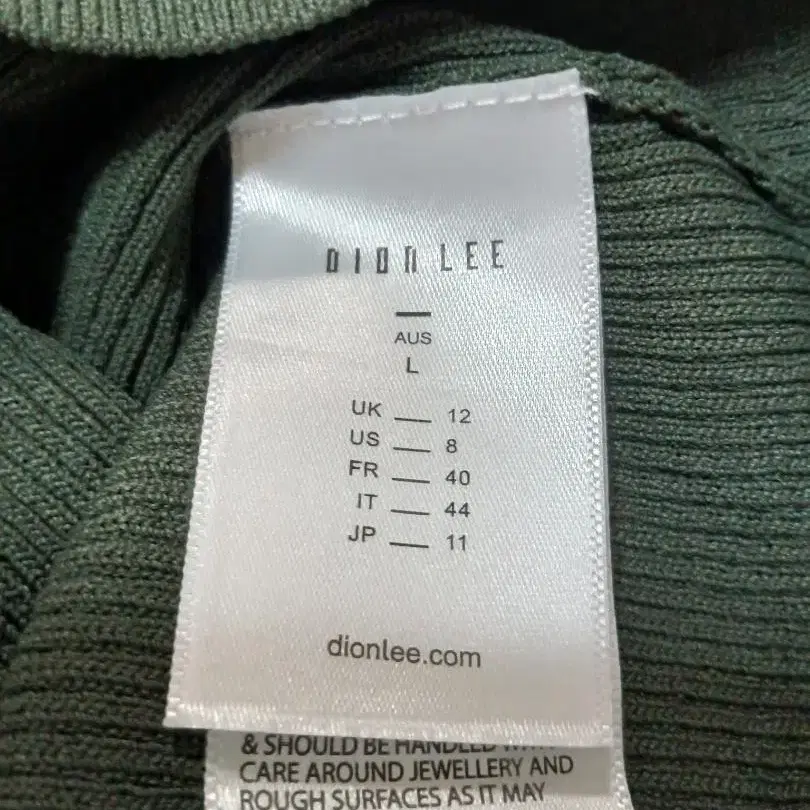 DION LEE
AUS
L
UK — 12
US — 8
FR — 40
IT — 44
JP — 11
dionlee.com
& SHOULD BE HANDLED WITH
CARE AROUND JEWELLERY AND
ROUGH SURFACES AS IT MAY